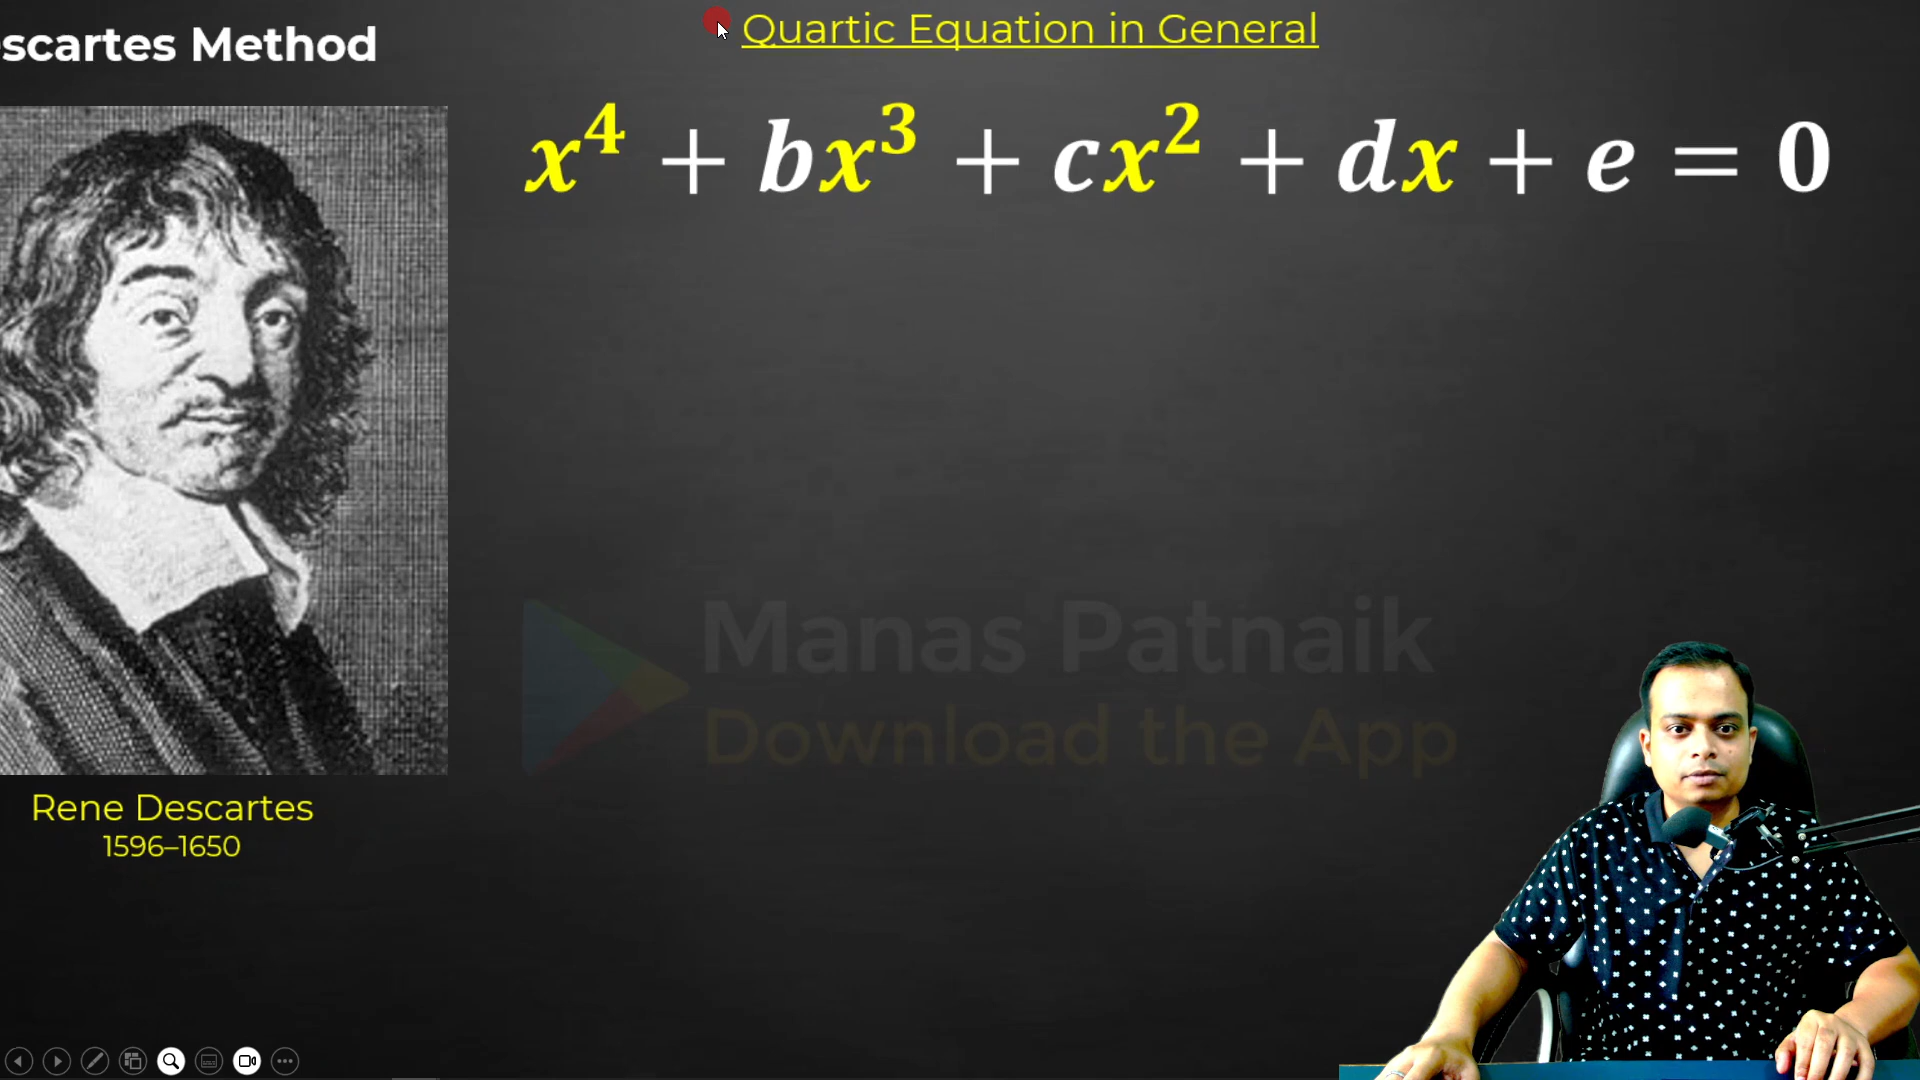 escartes Method
Quartic Equation in General
x⁴ + bx³ + cx² + dx + e = 0
Manas Patnaik
Download the App
Rene Descartes
1596–1650